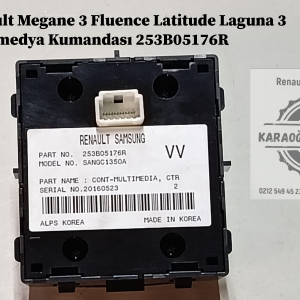 ult Megane 3 Fluence Latitude Laguna 3
medya Kumandası 253B05176R
RENAULT SAMSUNG
PART NO. 253B05176R
MODEL NO. SANGC1350A
VV
PART NAME : CONT-MULTIMEDIA, CTR
SERIAL NO. 20160523 2
ALPS KOREA MADE IN KOREA
Renault
KARAOĞ
0212 549 45 2